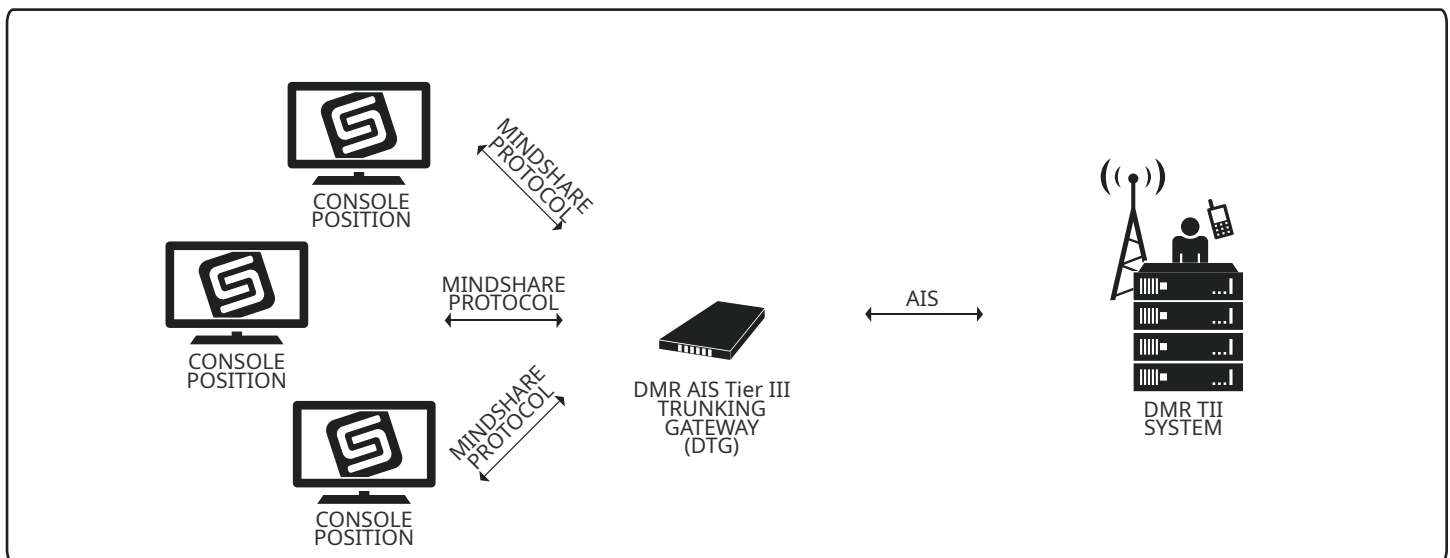 CONSOLE
POSITION
MINDSHARE
PROTOCOL
CONSOLE
POSITION
MINDSHARE
PROTOCOL
CONSOLE
POSITION
MINDSHARE
PROTOCOL
DMR AIS Tier III
TRUNKING
GATEWAY
(DTG)
AIS
DMR TII
SYSTEM